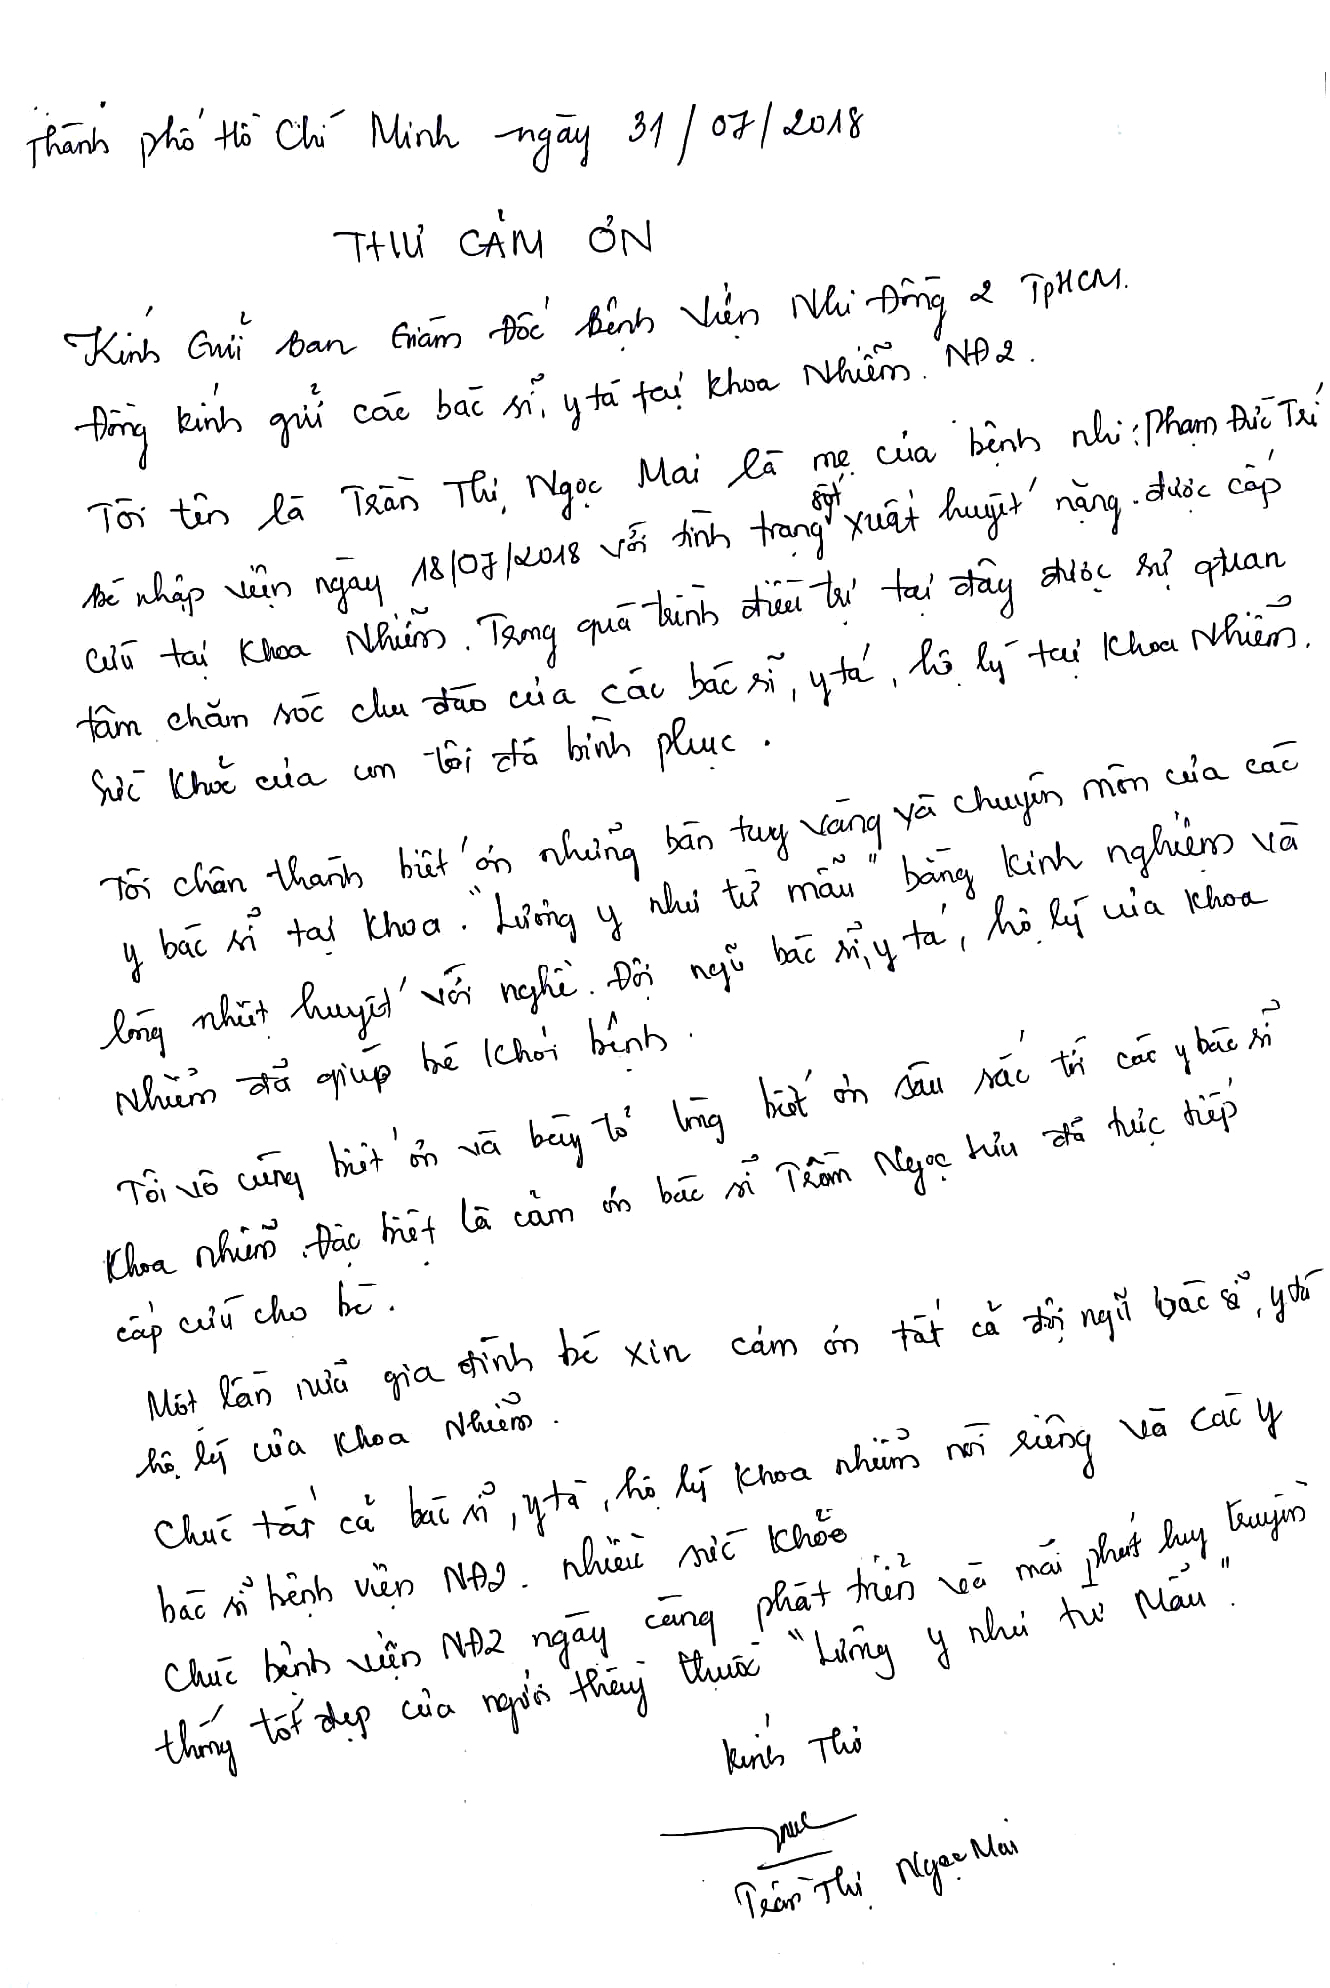 Thành phố Hồ Chí Minh ngày 31/07/2018
THƯ CẢM ƠN
Kính Gửi ban Giám Đốc Bệnh Viện Nhi Đồng 2 TpHCM.
Đồng kính gửi các bác sĩ, y tá tại khoa Nhiễm. NĐ2.
Tôi tên là Trần Thị Ngọc Mai là mẹ của bệnh nhi: Phạm Đức Trí
Bé nhập viện ngày 18/07/2018 với tình trạng sốt xuất huyết nặng. được cấp
cứu tại Khoa Nhiễm. Trong quá trình điều trị tại đây được sự quan
tâm chăm sóc chu đáo của các bác sĩ, y tá, hộ lý tại Khoa Nhiễm.
Sức khoẻ của con tôi đã bình phục.
Tôi chân thành biết ơn những bàn tay vàng và chuyên môn của các
y bác sĩ tại khoa. "Lương y như từ mẫu" bằng kinh nghiệm và
lòng nhiệt huyết với nghề. Đội ngũ bác sĩ, y tá, hộ lý của khoa
Nhiễm đã giúp bé khỏi bệnh.
Tôi vô cùng biết ơn và bày tỏ lòng biết ơn sâu sắc tới các y bác sĩ
Khoa nhiễm. Đặc biệt là cảm ơn bác sĩ Trần Ngọc Lưu đã trực tiếp
cấp cứu cho bé.
Một lần nữa gia đình bé xin cảm ơn tất cả đội ngũ bác sĩ, y tá
hộ lý của khoa Nhiễm.
Chúc tất cả bác sĩ, y tá, hộ lý khoa nhiễm nói riêng và các y
bác sĩ bệnh viện NĐ2. nhiều sức khoẻ
Chúc bệnh viện NĐ2 ngày càng phát triển và mãi phát huy truyền
thống tốt đẹp của người thầy thuốc "Lương y như từ Mẫu".
Kính Thư
Trần Thị Ngọc Mai